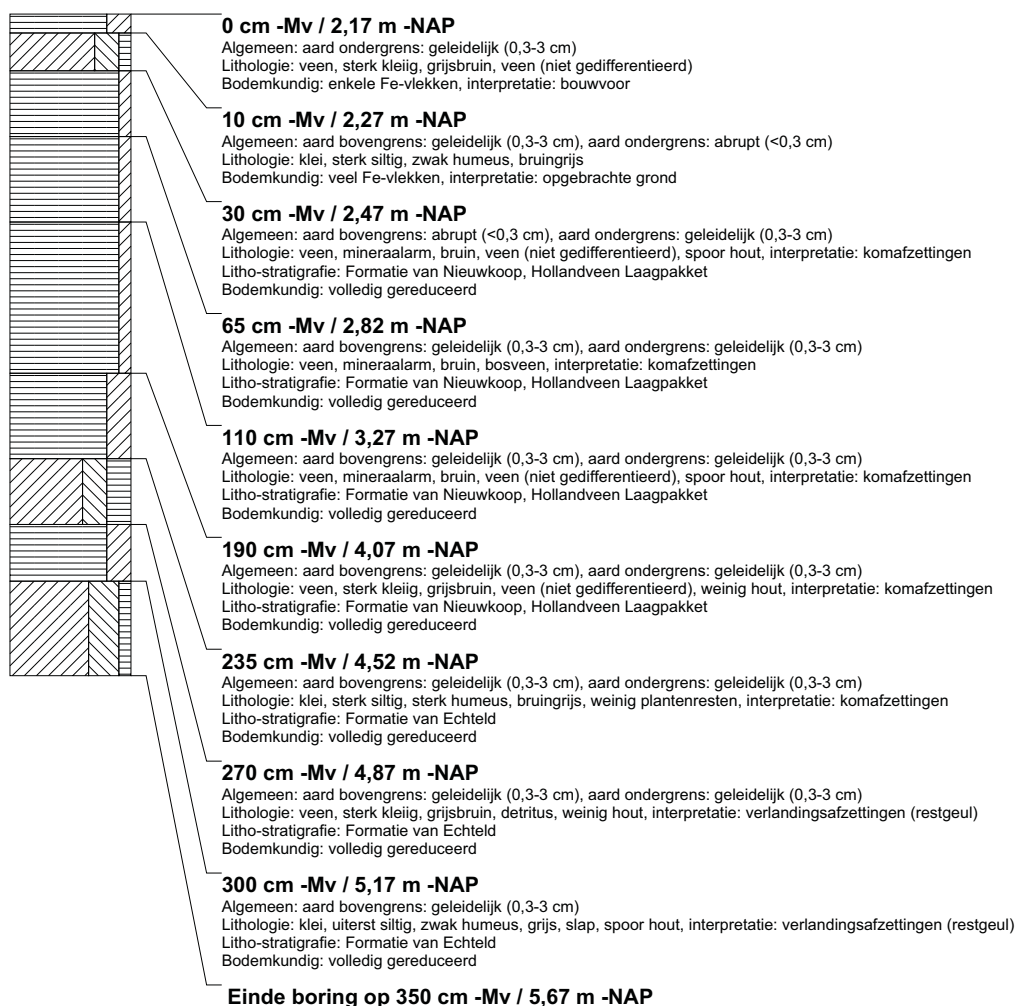 0 cm -Mv / 2,17 m -NAP
Algemeen: aard ondergrens: geleidelijk (0,3-3 cm)
Lithologie: veen, sterk kleiig, grijsbruin, veen (niet gedifferentieerd)
Bodemkundig: enkele Fe-vlekken, interpretatie: bouwvoor
10 cm -Mv / 2,27 m -NAP
Algemeen: aard bovengrens: geleidelijk (0,3-3 cm), aard ondergrens: abrupt (<0,3 cm)
Lithologie: klei, sterk siltig, zwak humeus, bruingrijs
Bodemkundig: veel Fe-vlekken, interpretatie: opgebrachte grond
30 cm -Mv / 2,47 m -NAP
Algemeen: aard bovengrens: abrupt (<0,3 cm), aard ondergrens: geleidelijk (0,3-3 cm)
Lithologie: veen, mineraalarm, bruin, veen (niet gedifferentieerd), spoor hout, interpretatie: komafzettingen
Litho-stratigrafie: Formatie van Nieuwkoop, Hollandveen Laagpakket
Bodemkundig: volledig gereduceerd
65 cm -Mv / 2,82 m -NAP
Algemeen: aard bovengrens: geleidelijk (0,3-3 cm), aard ondergrens: geleidelijk (0,3-3 cm)
Lithologie: veen, mineraalarm, bruin, bosveen, interpretatie: komafzettingen
Litho-stratigrafie: Formatie van Nieuwkoop, Hollandveen Laagpakket
Bodemkundig: volledig gereduceerd
110 cm -Mv / 3,27 m -NAP
Algemeen: aard bovengrens: geleidelijk (0,3-3 cm), aard ondergrens: geleidelijk (0,3-3 cm)
Lithologie: veen, mineraalarm, bruin, veen (niet gedifferentieerd), spoor hout, interpretatie: komafzettingen
Litho-stratigrafie: Formatie van Nieuwkoop, Hollandveen Laagpakket
Bodemkundig: volledig gereduceerd
190 cm -Mv / 4,07 m -NAP
Algemeen: aard bovengrens: geleidelijk (0,3-3 cm), aard ondergrens: geleidelijk (0,3-3 cm)
Lithologie: veen, sterk kleiig, grijsbruin, veen (niet gedifferentieerd), weinig hout, interpretatie: komafzettingen
Litho-stratigrafie: Formatie van Nieuwkoop, Hollandveen Laagpakket
Bodemkundig: volledig gereduceerd
235 cm -Mv / 4,52 m -NAP
Algemeen: aard bovengrens: geleidelijk (0,3-3 cm), aard ondergrens: geleidelijk (0,3-3 cm)
Lithologie: klei, sterk siltig, sterk humeus, bruingrijs, weinig plantenresten, interpretatie: komafzettingen
Litho-stratigrafie: Formatie van Echteld
Bodemkundig: volledig gereduceerd
270 cm -Mv / 4,87 m -NAP
Algemeen: aard bovengrens: geleidelijk (0,3-3 cm), aard ondergrens: geleidelijk (0,3-3 cm)
Lithologie: veen, sterk kleiig, grijsbruin, detritus, weinig hout, interpretatie: verlandingsafzettingen (restgeul)
Litho-stratigrafie: Formatie van Echteld
Bodemkundig: volledig gereduceerd
300 cm -Mv / 5,17 m -NAP
Algemeen: aard bovengrens: geleidelijk (0,3-3 cm)
Lithologie: klei, uiterst siltig, zwak humeus, grijs, slap, spoor hout, interpretatie: verlandingsafzettingen (restgeul)
Litho-stratigrafie: Formatie van Echteld
Bodemkundig: volledig gereduceerd
Einde boring op 350 cm -Mv / 5,67 m -NAP